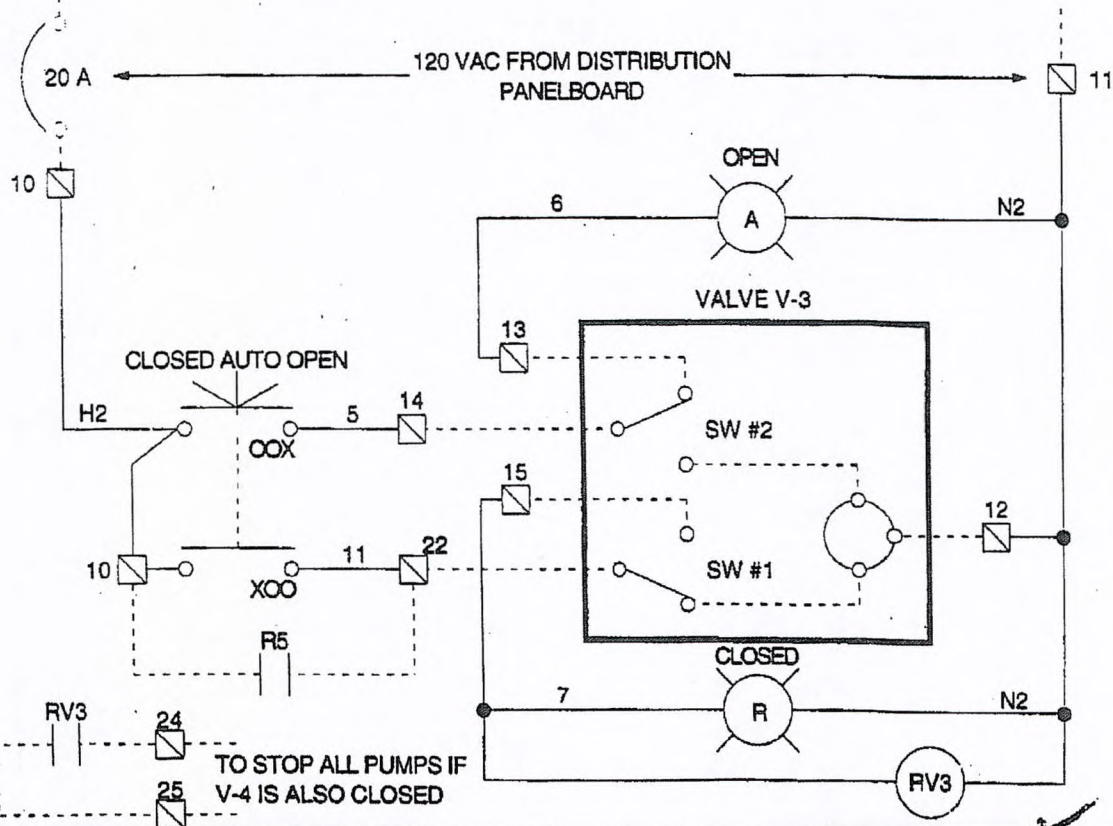 20 A
120 VAC FROM DISTRIBUTION
PANELBOARD
11
10
OPEN
6
A
N2
VALVE V-3
13
CLOSED AUTO OPEN
H2
5
14
OOX
SW #2
15
12
10
11
22
XOO
SW #1
R5
CLOSED
7
R
N2
RV3
24
TO STOP ALL PUMPS IF
V-4 IS ALSO CLOSED
25
RV3